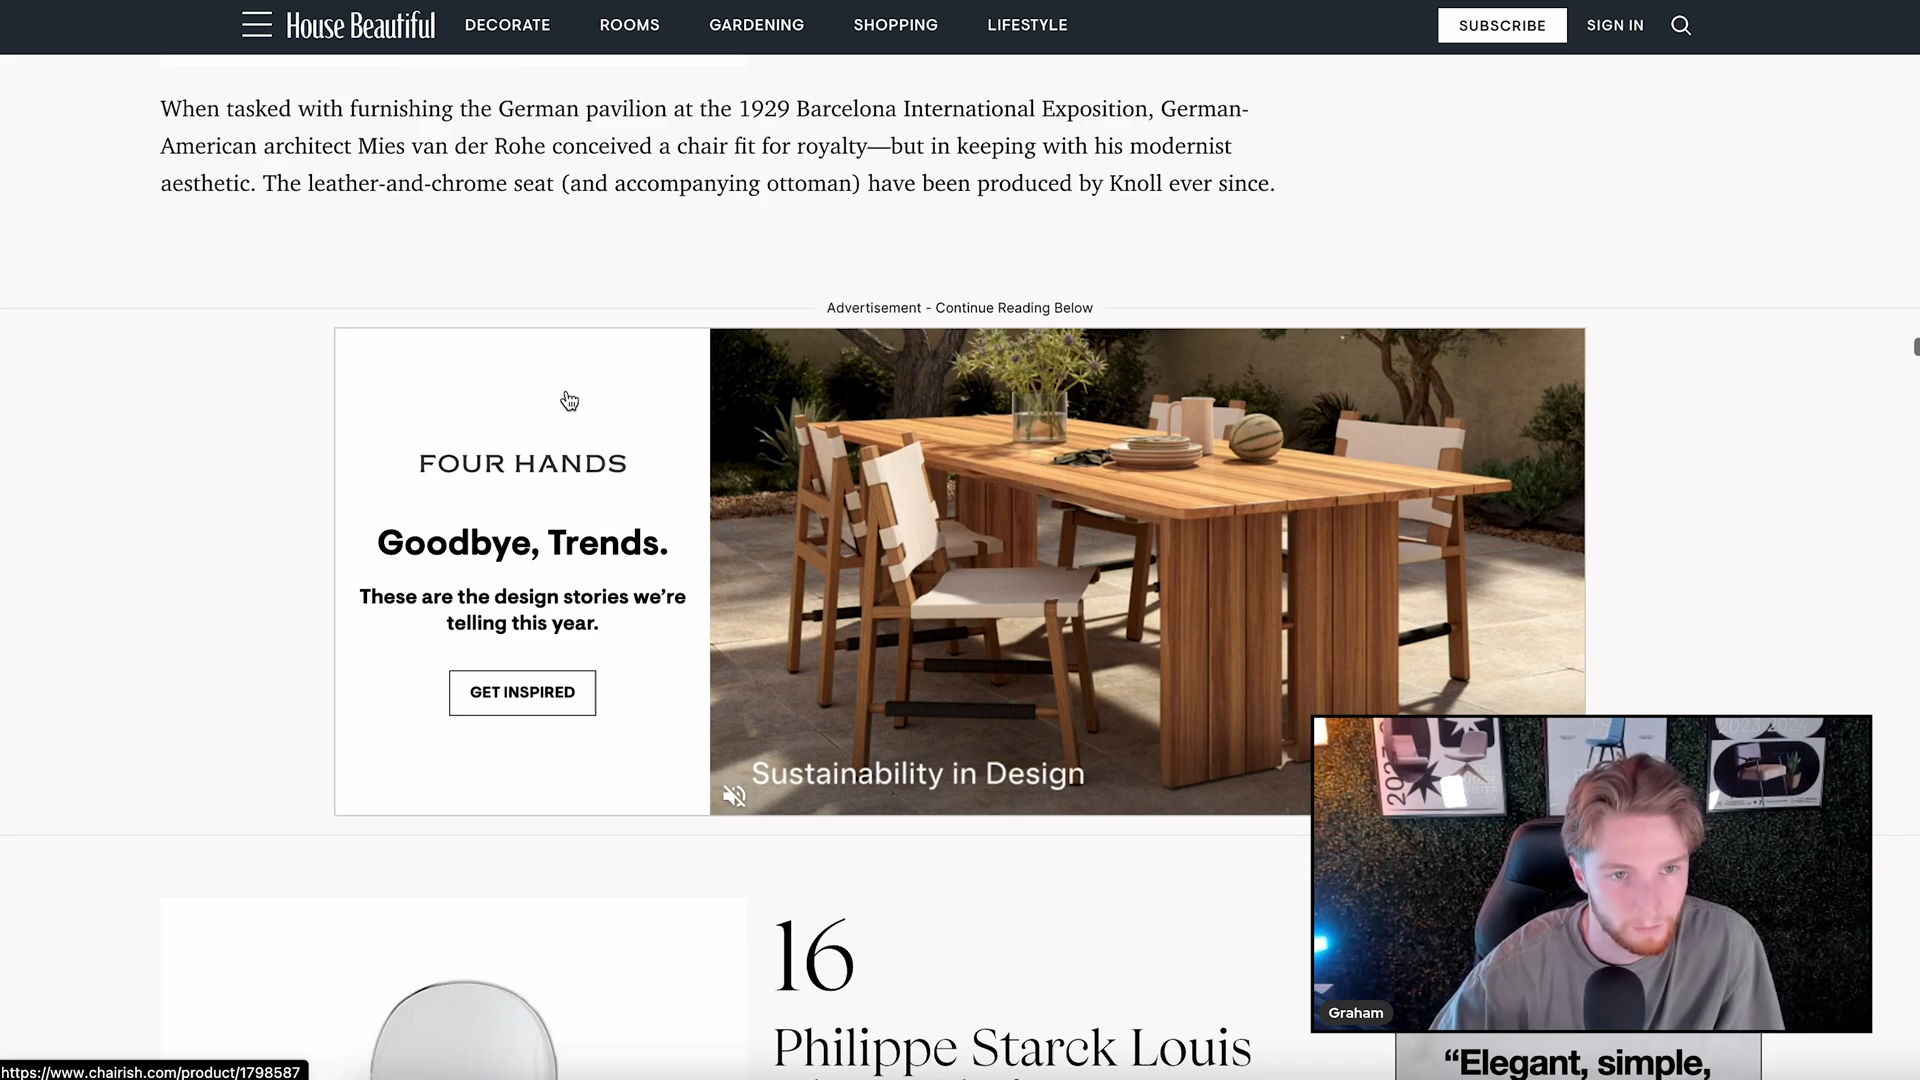 House Beautiful
DECORATE
ROOMS
GARDENING
SHOPPING
LIFESTYLE
SUBSCRIBE
SIGN IN
When tasked with furnishing the German pavilion at the 1929 Barcelona International Exposition, German-
American architect Mies van der Rohe conceived a chair fit for royalty—but in keeping with his modernist
aesthetic. The leather-and-chrome seat (and accompanying ottoman) have been produced by Knoll ever since.
Advertisement - Continue Reading Below
FOUR HANDS
Goodbye, Trends.
These are the design stories we’re
telling this year.
GET INSPIRED
Sustainability in Design
2023-2024
Graham
16
Philippe Starck Louis
“Elegant, simple,
https://www.chairish.com/product/1798587